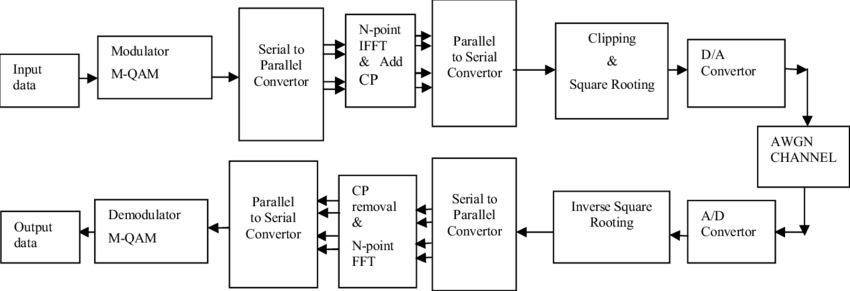 Input
data
Modulator
M-QAM
Serial to
Parallel
Convertor
N-point
IFFT
& Add
CP
Parallel
to Serial
Convertor
Clipping
&
Square Rooting
D/A
Convertor
AWGN
CHANNEL
A/D
Convertor
Inverse Square
Rooting
Serial to
Parallel
Convertor
CP
removal
&
N-point
FFT
Parallel
to Serial
Convertor
Demodulator
M-QAM
Output
data